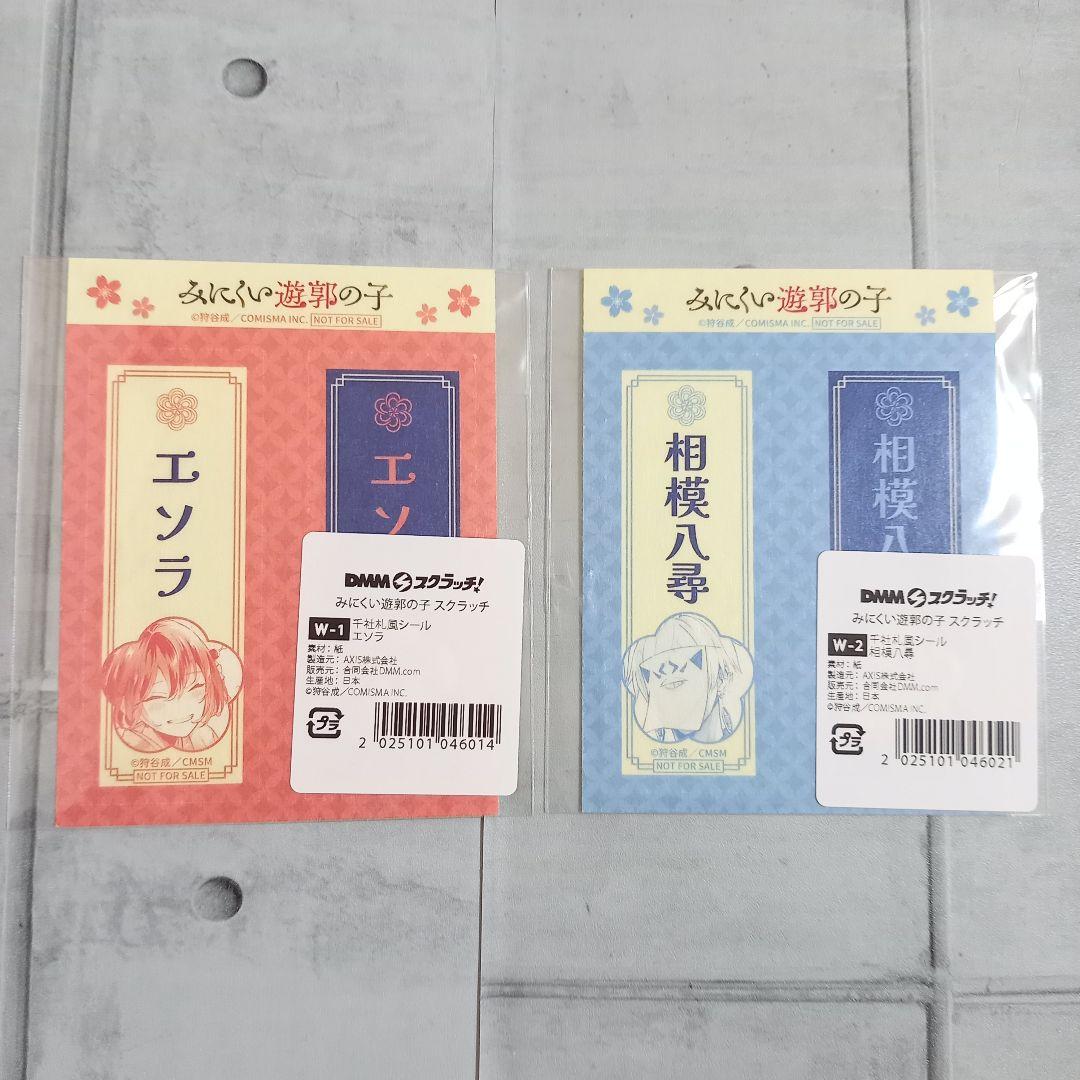 みにくい遊郭の子
©狩谷成／COMISMA INC. NOT FOR SALE
エソラ
エソ
©狩谷成／CMSM
NOT FOR SALE
DMMスクラッチ!
みにくい遊郭の子 スクラッチ
W-1 千社札風シール
エソラ
素材：紙
製造元：AXIS株式会社
販売元：合同会社DMM.com
生産地：日本
©狩谷成／COMISMA INC.
プラ
2 025101 046014
みにくい遊郭の子
©狩谷成／COMISMA INC. NOT FOR SALE
相模八尋
相模八
©狩谷成／CMSM
NOT FOR SALE
DMMスクラッチ!
みにくい遊郭の子 スクラッチ
W-2 千社札風シール
相模八尋
素材：紙
製造元：AXIS株式会社
販売元：合同会社DMM.com
生産地：日本
©狩谷成／COMISMA INC.
プラ
2 025101 046021